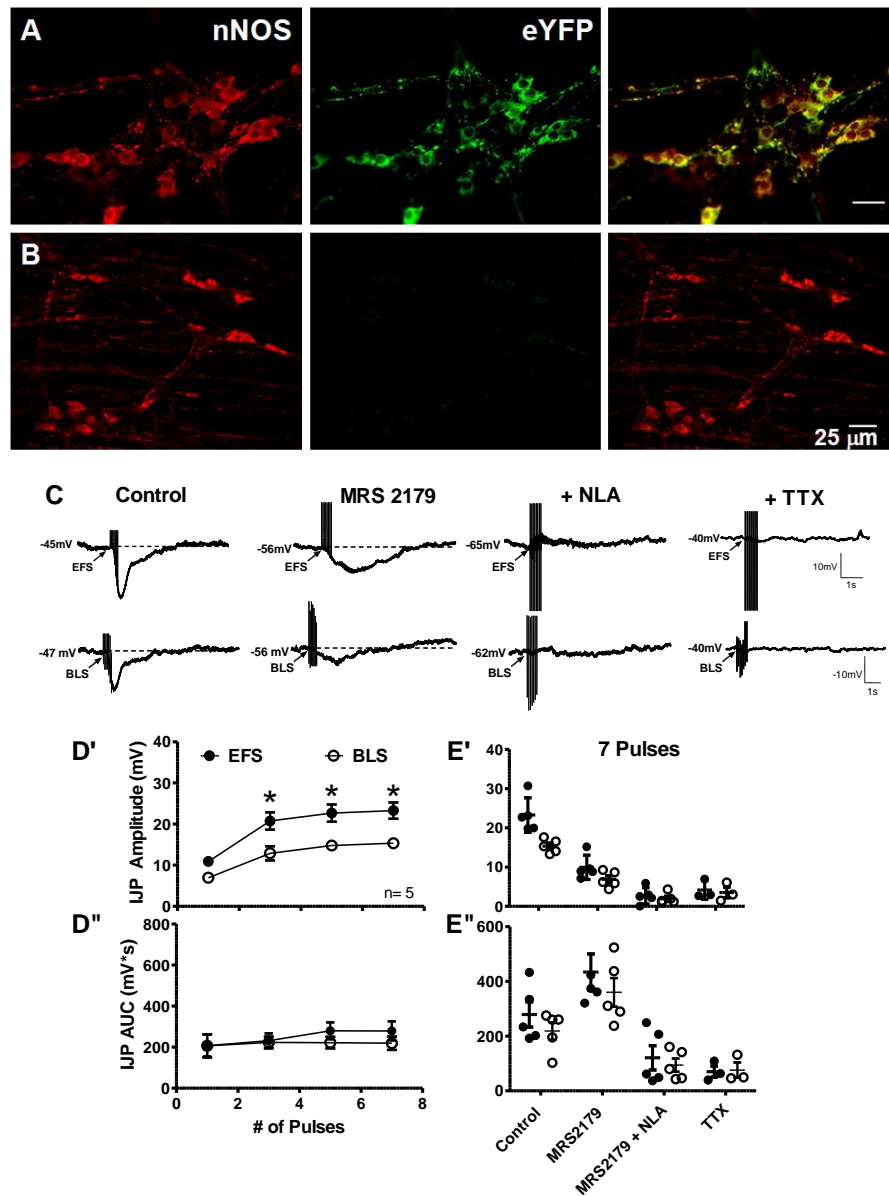 A
nNOS
eYFP
B
25 µm
C
Control
MRS 2179
+ NLA
+ TTX
-45mV
EFS
-56mV
EFS
-65mV
EFS
-40mV
EFS
10mV
1s
-47 mV
BLS
-56 mV
BLS
-62mV
BLS
-40mV
BLS
-10mV
1s
D'
IJP Amplitude (mV)
40
30
20
10
0
EFS
BLS
*
*
*
n= 5
E'
7 Pulses
40
30
20
10
0
D"
IJP AUC (mV*s)
800
600
400
200
0
0
2
4
6
8
# of Pulses
E"
600
400
200
0
Control
MRS2179
MRS2179 + NLA
TTX